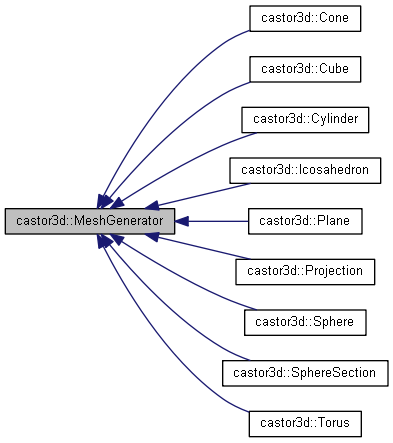 castor3d::Cone
castor3d::Cube
castor3d::Cylinder
castor3d::Icosahedron
castor3d::MeshGenerator
castor3d::Plane
castor3d::Projection
castor3d::Sphere
castor3d::SphereSection
castor3d::Torus